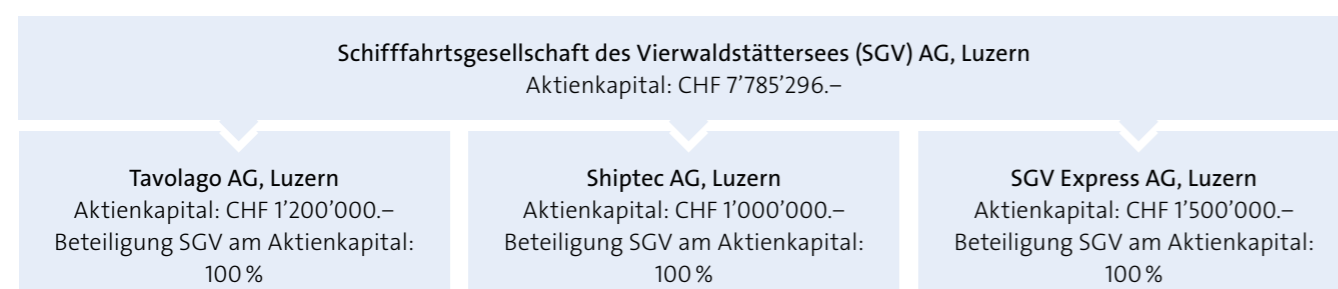 Schifffahrtsgesellschaft des Vierwaldstättersees (SGV) AG, Luzern
Aktienkapital: CHF 7’785’296.–
Tavolago AG, Luzern
Aktienkapital: CHF 1’200’000.–
Beteiligung SGV am Aktienkapital:
100 %
Shiptec AG, Luzern
Aktienkapital: CHF 1’000’000.–
Beteiligung SGV am Aktienkapital:
100 %
SGV Express AG, Luzern
Aktienkapital: CHF 1’500’000.–
Beteiligung SGV am Aktienkapital:
100 %